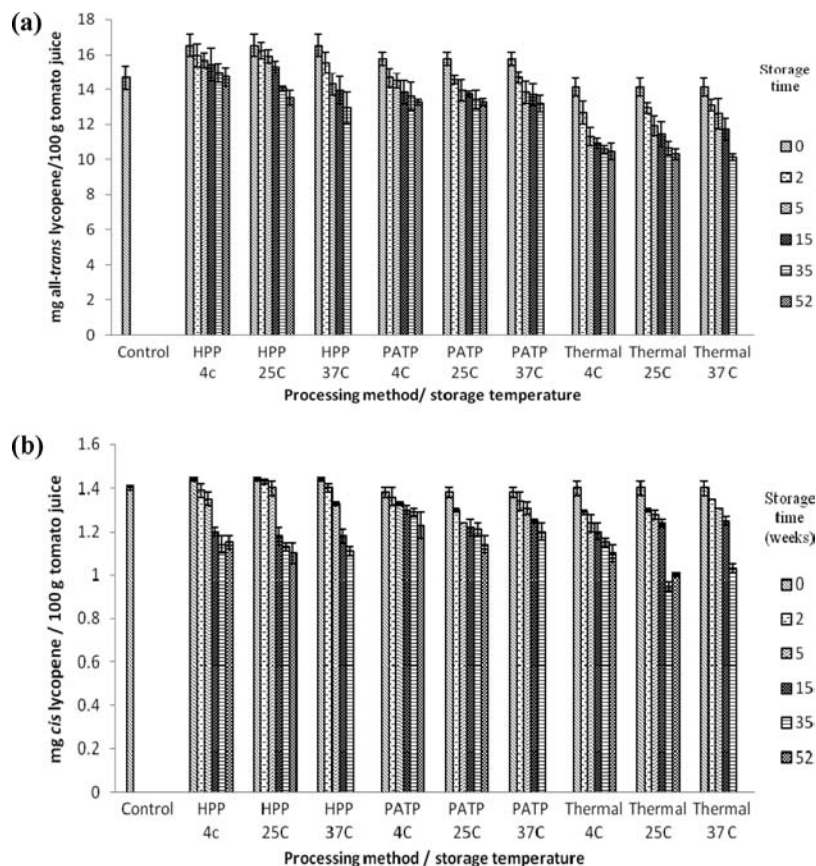 (a)
mg all-trans lycopene/100 g tomato juice
18
16
14
12
10
8
6
4
2
0
Control HPP HPP HPP PATP PATP PATP Thermal Thermal Thermal
4c 25C 37C 4C 25C 37C 4C 25C 37 C
Processing method/ storage temperature
Storage
time
0
2
5
15
35
52
(b)
mg cis lycopene / 100 g tomato juice
1.6
1.4
1.2
1
0.8
0.6
0.4
0.2
0
Control HPP HPP HPP PATP PATP PATP Thermal Thermal Thermal
4c 25C 37C 4C 25C 37C 4C 25C 37 C
Processing method / storage temperature
Storage
time
(weeks)
0
2
5
15
35
52